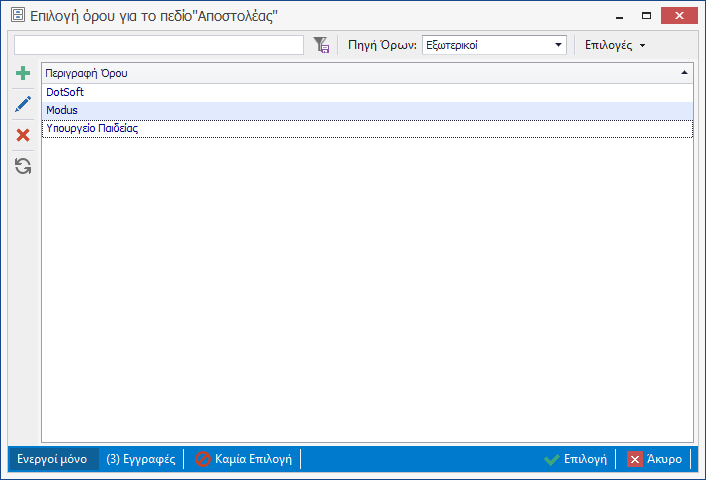 Επιλογή όρου για το πεδίο"Αποστολέας"
Πηγή Όρων: Εξωτερικοί Επιλογές
Περιγραφή Όρου
DotSoft
Modus
Υπουργείο Παιδείας
Ενεργοί μόνο (3) Εγγραφές Καμία Επιλογή Επιλογή Άκυρο